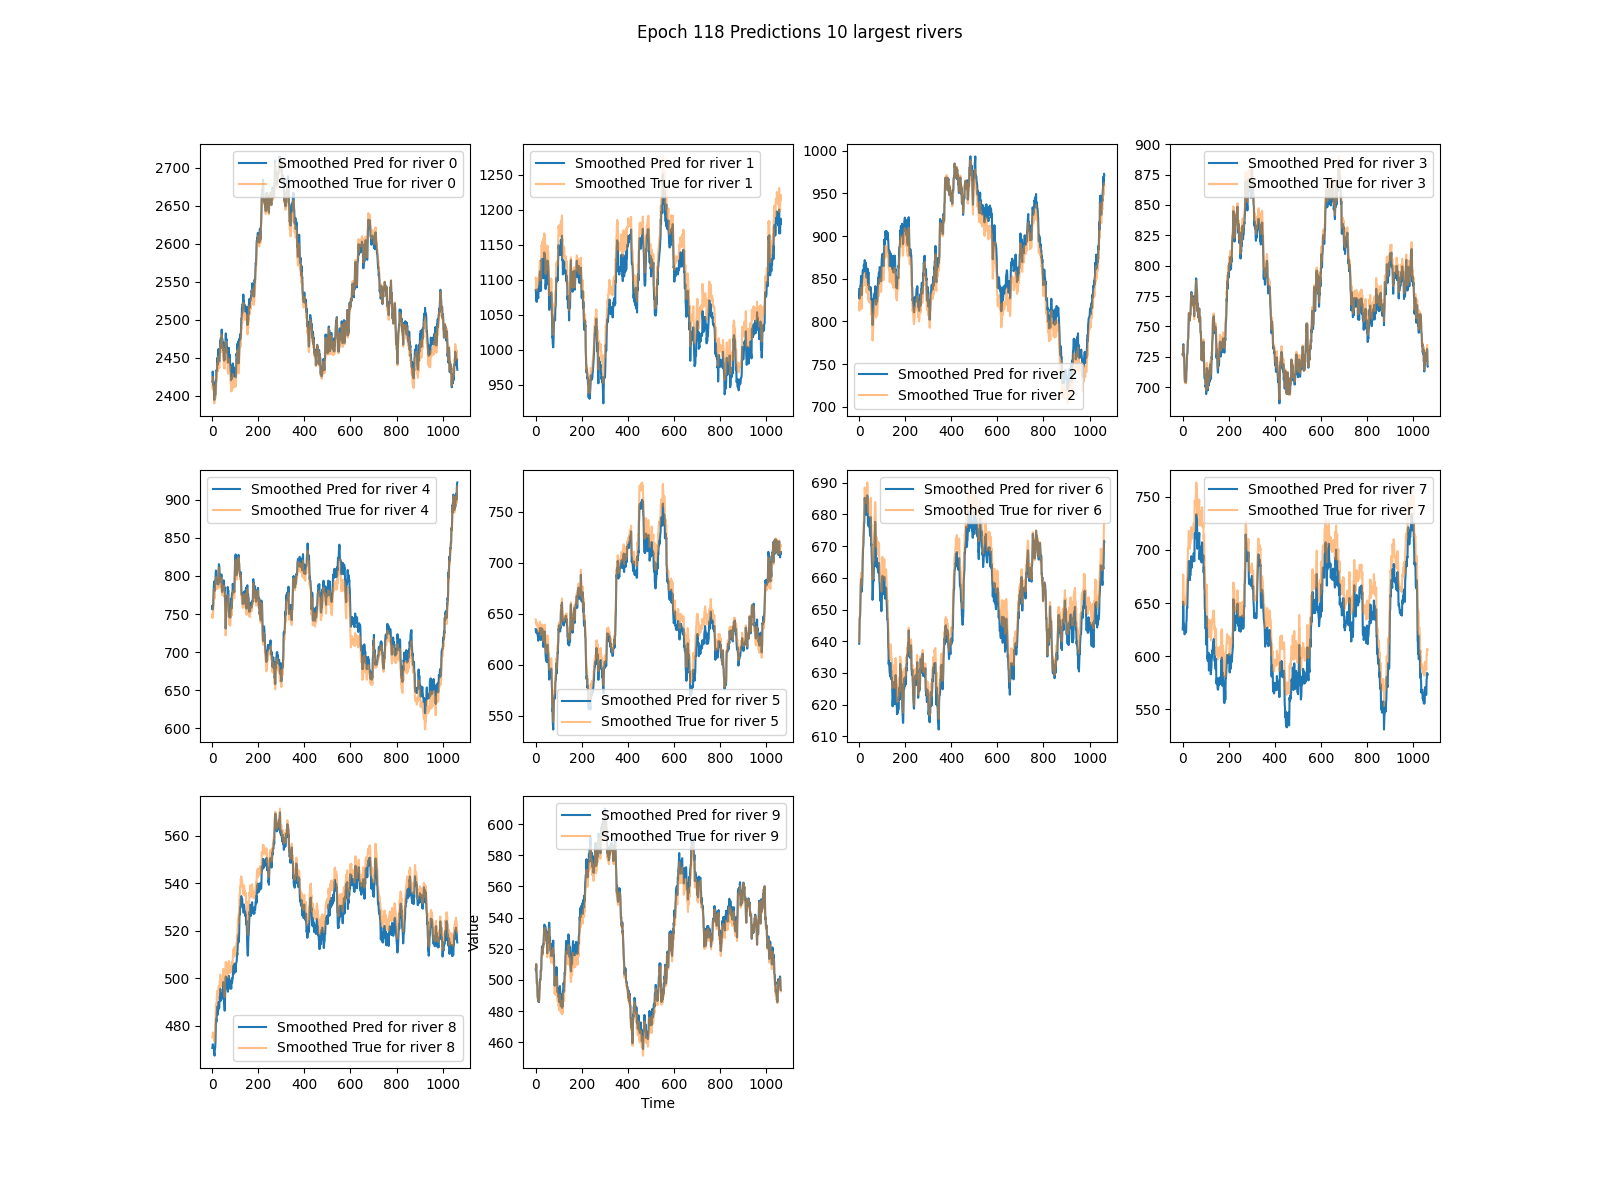 Epoch 118 Predictions 10 largest rivers
2700
2650
2600
2550
2500
2450
2400
0 200 400 600 800 1000
Smoothed Pred for river 0
Smoothed True for river 0
1250
1200
1150
1100
1050
1000
950
0 200 400 600 800 1000
Smoothed Pred for river 1
Smoothed True for river 1
1000
950
900
850
800
750
700
0 200 400 600 800 1000
Smoothed Pred for river 2
Smoothed True for river 2
900
875
850
825
800
775
750
725
700
0 200 400 600 800 1000
Smoothed Pred for river 3
Smoothed True for river 3
900
850
800
750
700
650
600
0 200 400 600 800 1000
Smoothed Pred for river 4
Smoothed True for river 4
750
700
650
600
550
0 200 400 600 800 1000
Smoothed Pred for river 5
Smoothed True for river 5
690
680
670
660
650
640
630
620
610
0 200 400 600 800 1000
Smoothed Pred for river 6
Smoothed True for river 6
750
700
650
600
550
0 200 400 600 800 1000
Smoothed Pred for river 7
Smoothed True for river 7
560
540
520
500
480
0 200 400 600 800 1000
Smoothed Pred for river 8
Smoothed True for river 8
Value
600
580
560
540
520
500
480
460
0 200 400 600 800 1000
Time
Smoothed Pred for river 9
Smoothed True for river 9